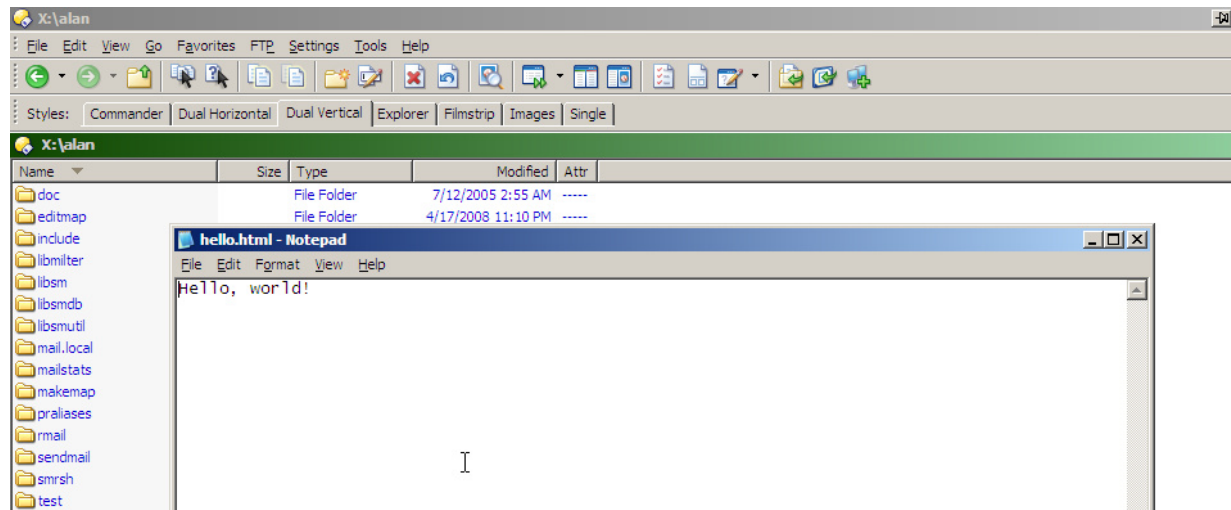 X:\alan
File Edit View Go Favorites FTP Settings Tools Help
Styles: Commander Dual Horizontal Dual Vertical Explorer Filmstrip Images Single
X:\alan
Name Size Type Modified Attr
doc File Folder 7/12/2005 2:55 AM -----
editmap File Folder 4/17/2008 11:10 PM -----
include
libmilter
libsm
libsmdb
libsmutil
mail.local
mailstats
makemap
praliases
rmail
sendmail
smrsh
test
hello.html - Notepad
File Edit Format View Help
Hello, world!